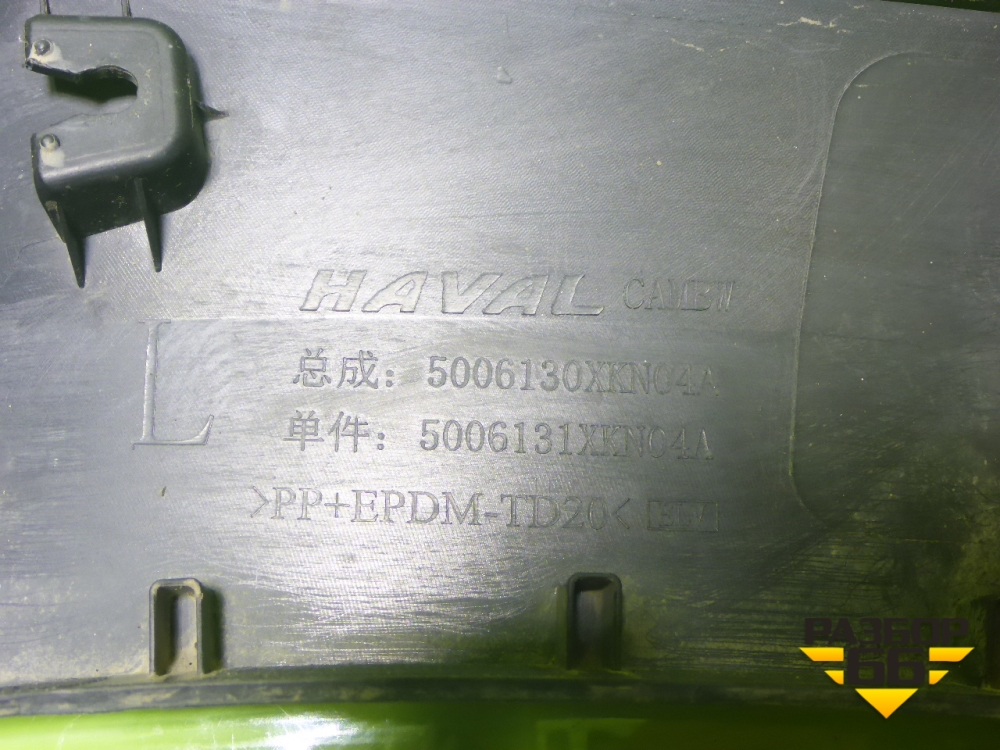 HAVAL CAMEW
L
总成：5006130XKN04A
单件：5006131XKN04A
>PP+EPDM-TD20<
РАЗБОР
66